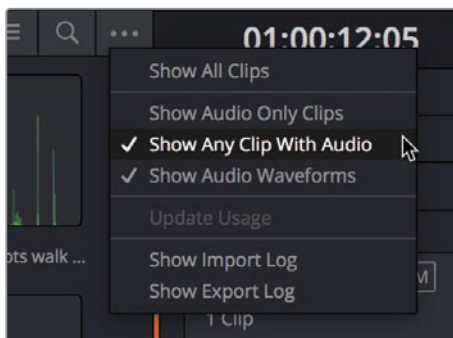 01:00:12:05
Show All Clips
Show Audio Only Clips
✓ Show Any Clip With Audio
✓ Show Audio Waveforms
Update Usage
ots walk ...
Show Import Log
Show Export Log
M
1 Clip